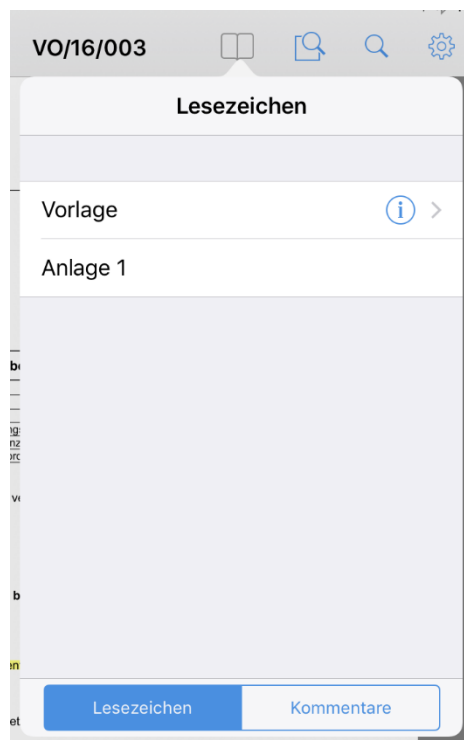 VO/16/003
Lesezeichen
Vorlage
i
Anlage 1
Lesezeichen Kommentare